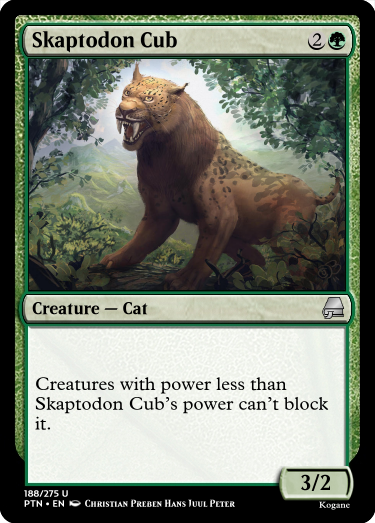 Skaptodon Cub 2
Creature — Cat
Creatures with power less than
Skaptodon Cub's power can't block
it.
3/2
188/275 U
PTN • EN Christian Preben Hans Juul Peter
Kogane